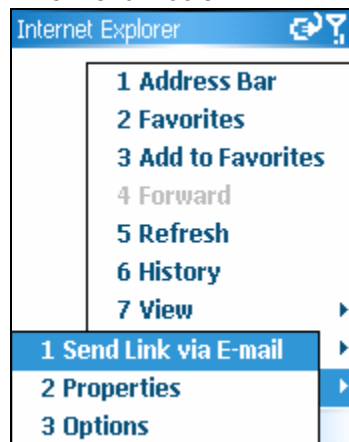 Internet Explorer
1 Address Bar
2 Favorites
3 Add to Favorites
4 Forward
5 Refresh
6 History
7 View
1 Send Link via E-mail
2 Properties
3 Options